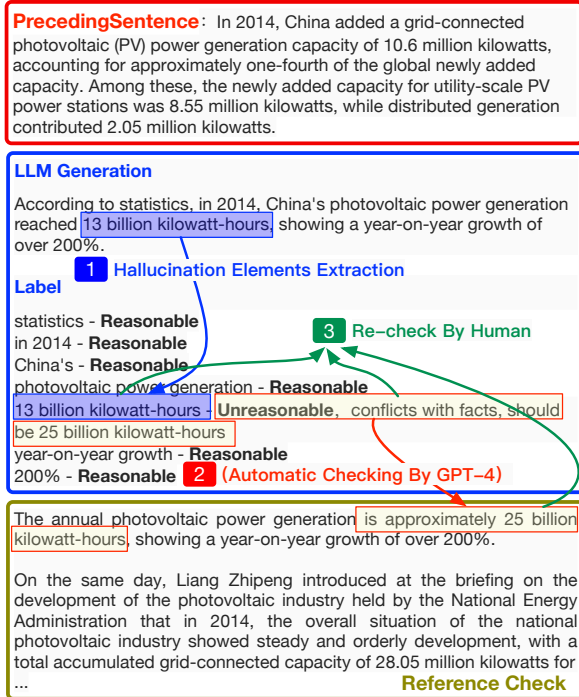 PrecedingSentence: In 2014, China added a grid-connected
photovoltaic (PV) power generation capacity of 10.6 million kilowatts,
accounting for approximately one-fourth of the global newly added
capacity. Among these, the newly added capacity for utility-scale PV
power stations was 8.55 million kilowatts, while distributed generation
contributed 2.05 million kilowatts.
LLM Generation
According to statistics, in 2014, China's photovoltaic power generation
reached 13 billion kilowatt-hours, showing a year-on-year growth of
over 200%.
1 Hallucination Elements Extraction
Label
statistics - Reasonable
in 2014 - Reasonable
3 Re-check By Human
China's - Reasonable
photovoltaic power generation - Reasonable
13 billion kilowatt-hours - Unreasonable, conflicts with facts, should
be 25 billion kilowatt-hours
year-on-year growth - Reasonable
200% - Reasonable 2 (Automatic Checking By GPT-4)
The annual photovoltaic power generation is approximately 25 billion
kilowatt-hours, showing a year-on-year growth of over 200%.
On the same day, Liang Zhipeng introduced at the briefing on the
development of the photovoltaic industry held by the National Energy
Administration that in 2014, the overall situation of the national
photovoltaic industry showed steady and orderly development, with a
total accumulated grid-connected capacity of 28.05 million kilowatts for
...
Reference Check